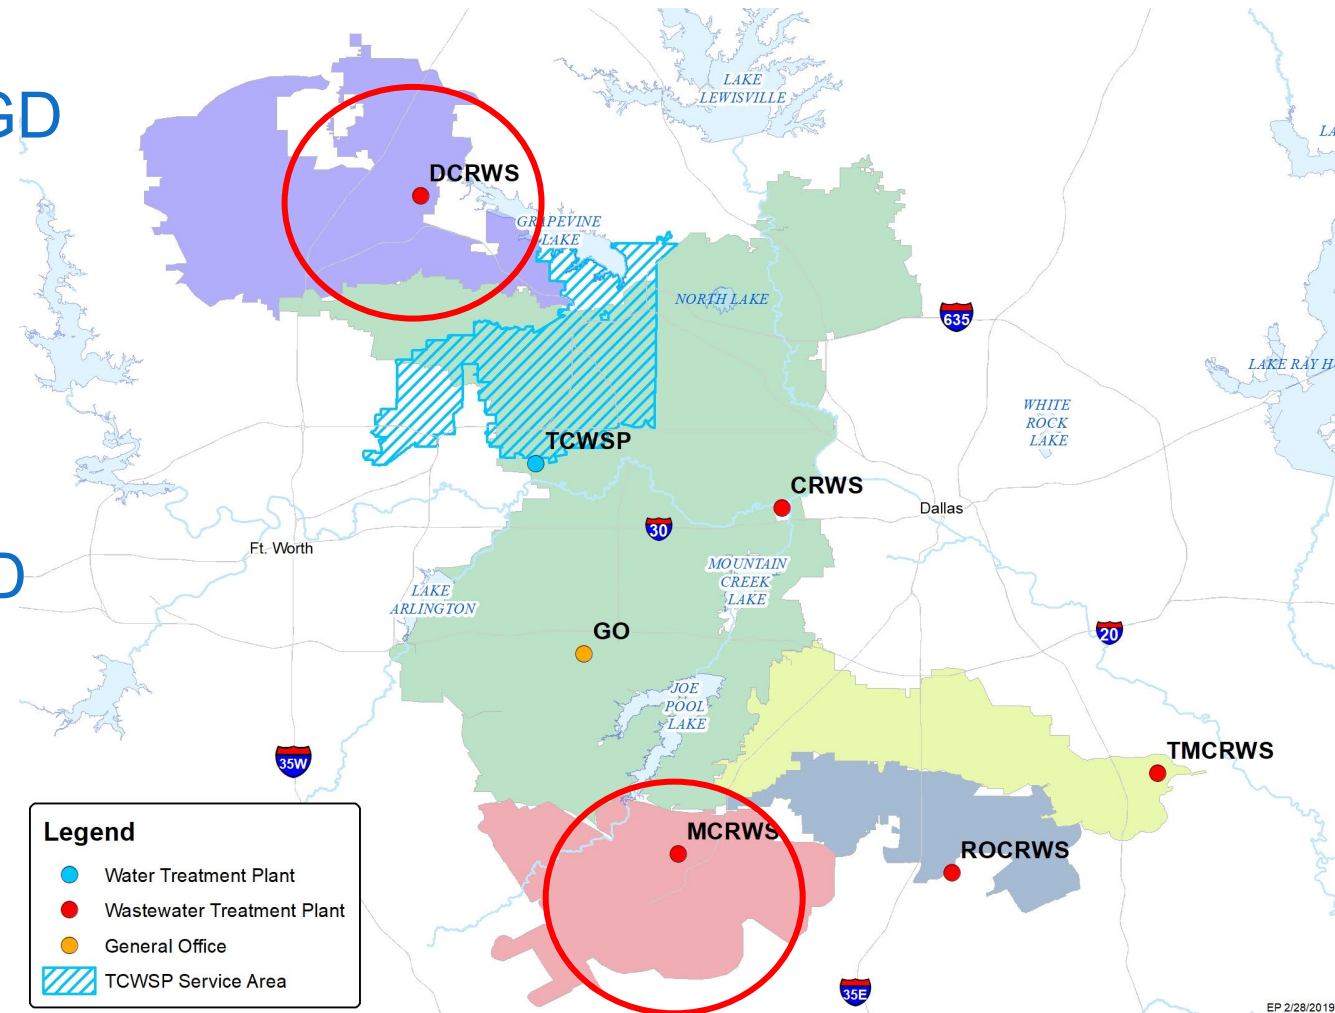 GD
LAKE
LEWISVILLE
LA
DCRWS
GRAPEVINE
LAKE
NORTH LAKE
635
LAKE RAY H
WHITE
ROCK
LAKE
TCWSP
CRWS
Dallas
30
Ft. Worth
D
MOUNTAIN
CREEK
LAKE
LAKE
ARLINGTON
GO
20
JOE
POOL
LAKE
35W
TMCRWS
MCRWS
ROCRWS
Legend
Water Treatment Plant
Wastewater Treatment Plant
General Office
TCWSP Service Area
35E
EP 2/28/2019